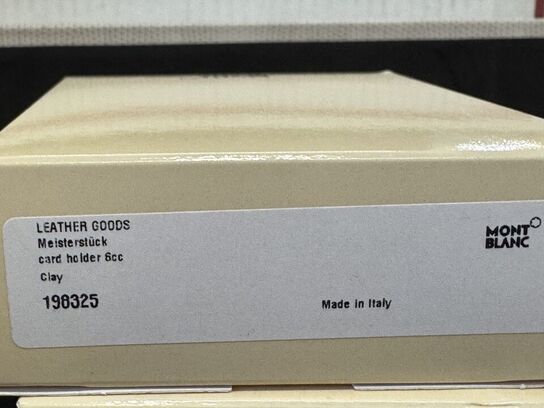 LEATHER GOODS
Meisterstück
card holder 6cc
Clay
198325
Made in Italy
MONT
BLANC